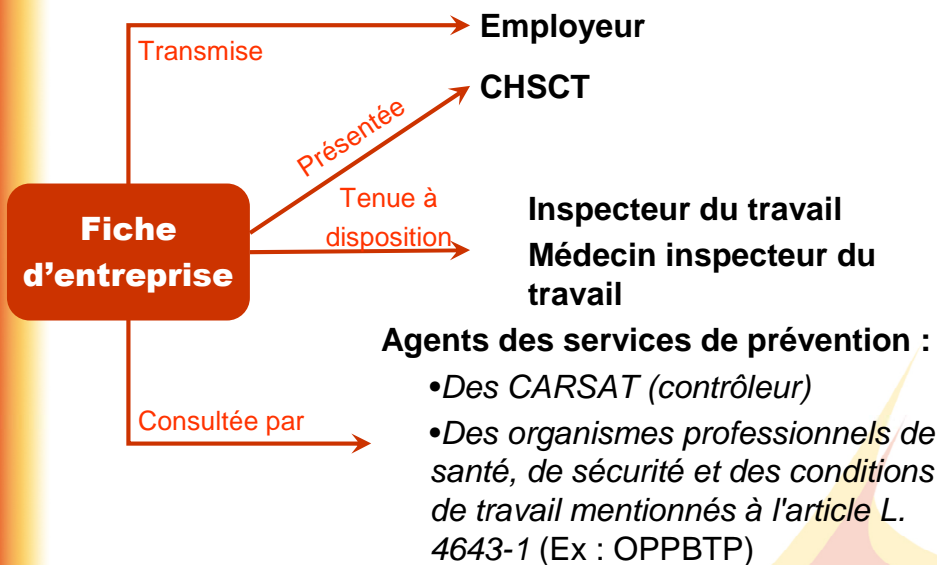 Transmise
Employeur
CHSCT
Présentée
Fiche
d'entreprise
Tenue à
disposition
Inspecteur du travail
Médecin inspecteur du
travail
Consultée par
Agents des services de prévention :
•Des CARSAT (contrôleur)
•Des organismes professionnels de
santé, de sécurité et des conditions
de travail mentionnés à l'article L.
4643-1 (Ex : OPPBTP)